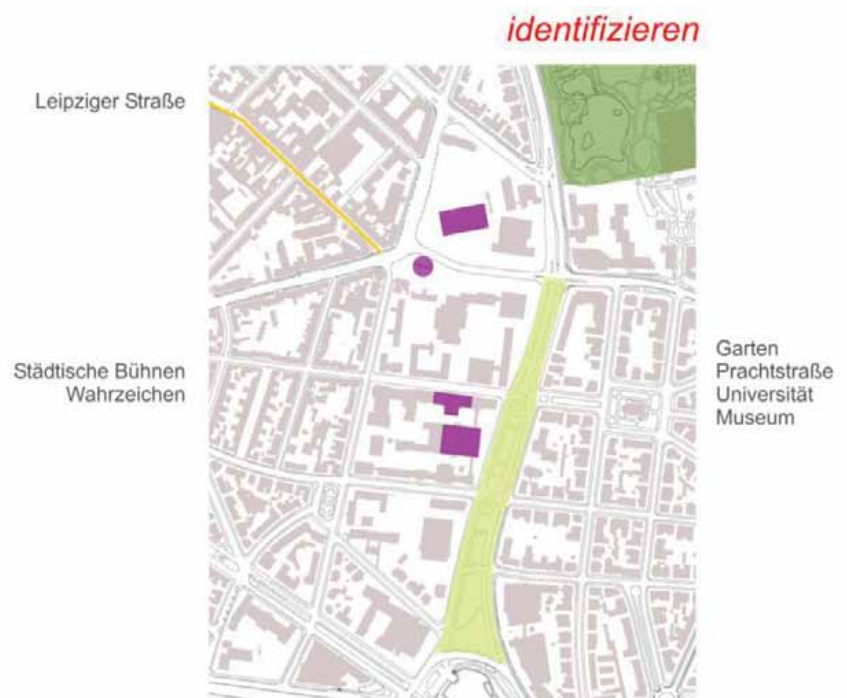 identifizieren
Leipziger Straße
Städtische Bühnen
Wahrzeichen
Garten
Prachtstraße
Universität
Museum